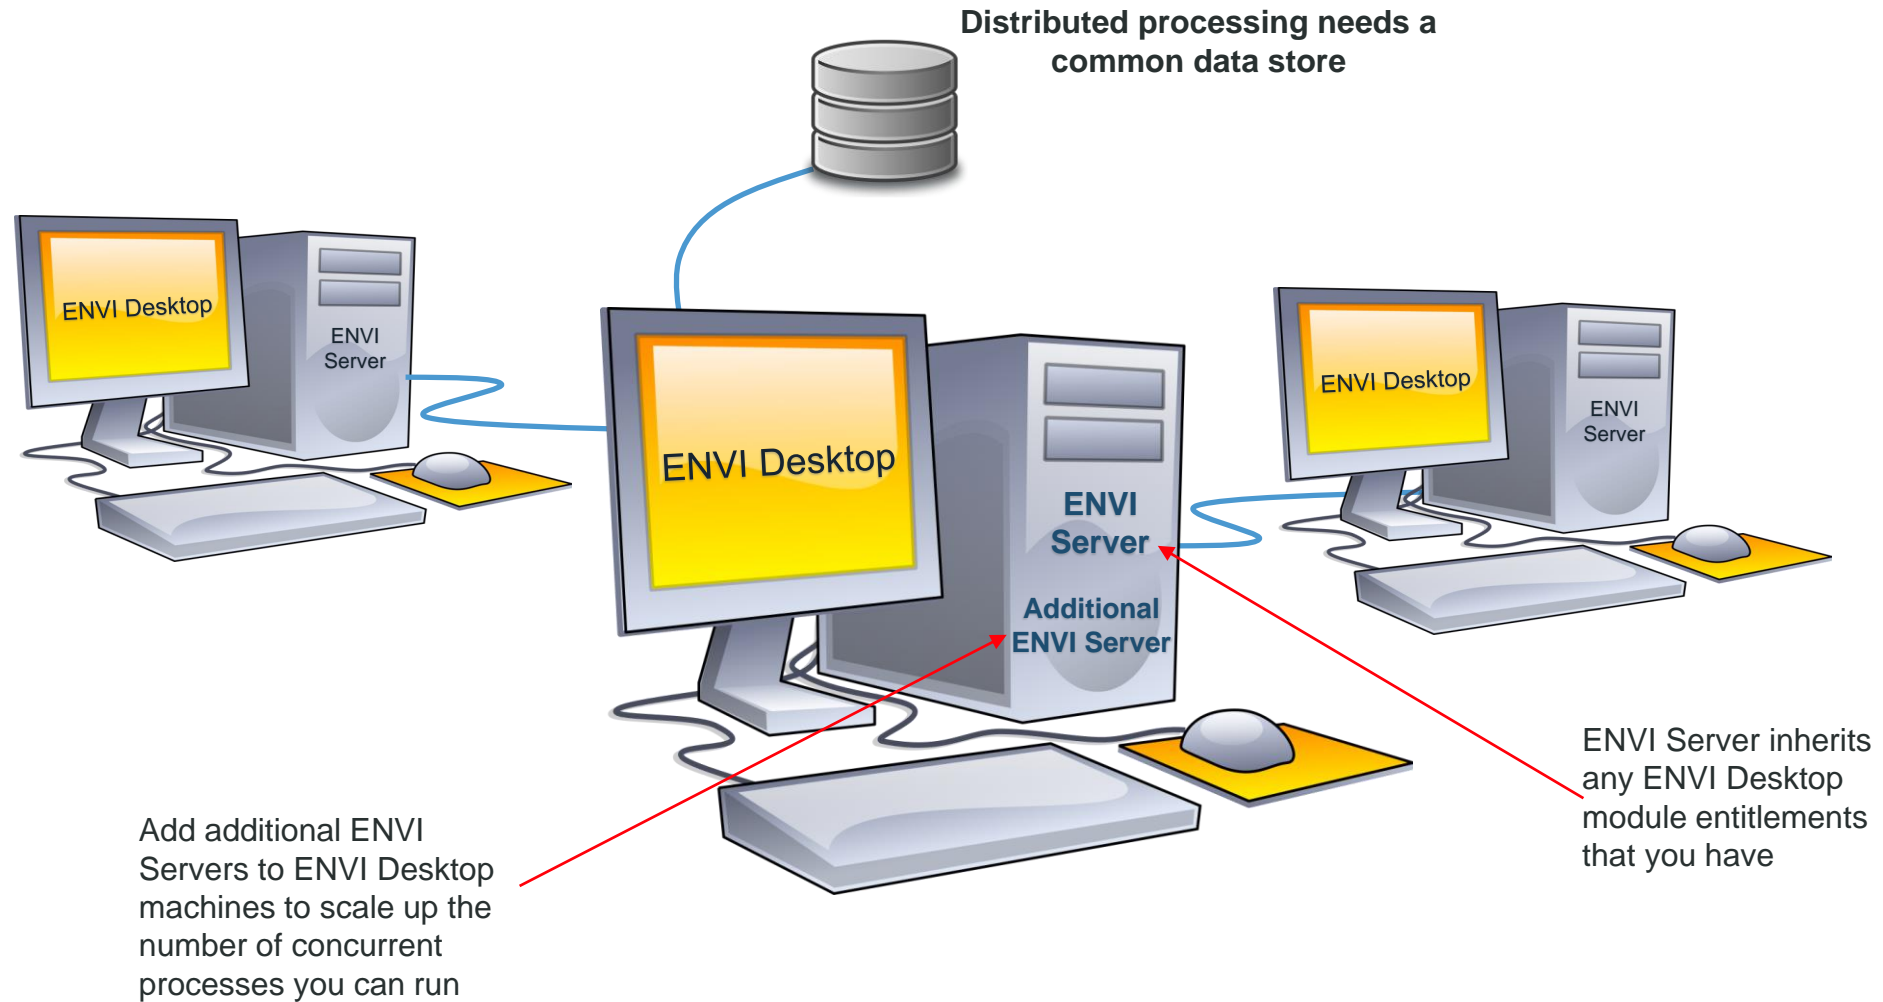 Distributed processing needs a
common data store
ENVI Desktop
ENVI
Server
ENVI Desktop
ENVI
Server
Additional
ENVI Server
ENVI Desktop
ENVI
Server
Add additional ENVI
Servers to ENVI Desktop
machines to scale up the
number of concurrent
processes you can run
ENVI Server inherits
any ENVI Desktop
module entitlements
that you have